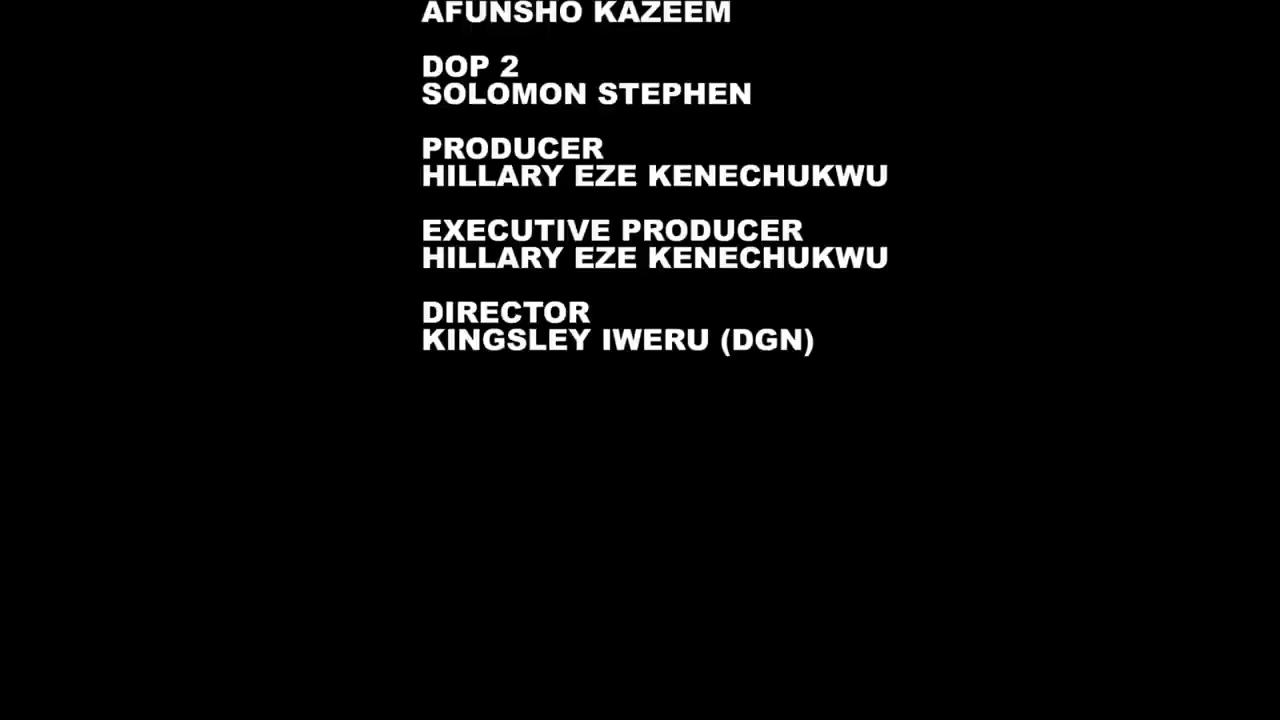 AFUNSHO KAZEEM
DOP 2
SOLOMON STEPHEN
PRODUCER
HILLARY EZE KENECHUKWU
EXECUTIVE PRODUCER
HILLARY EZE KENECHUKWU
DIRECTOR
KINGSLEY IWERU (DGN)